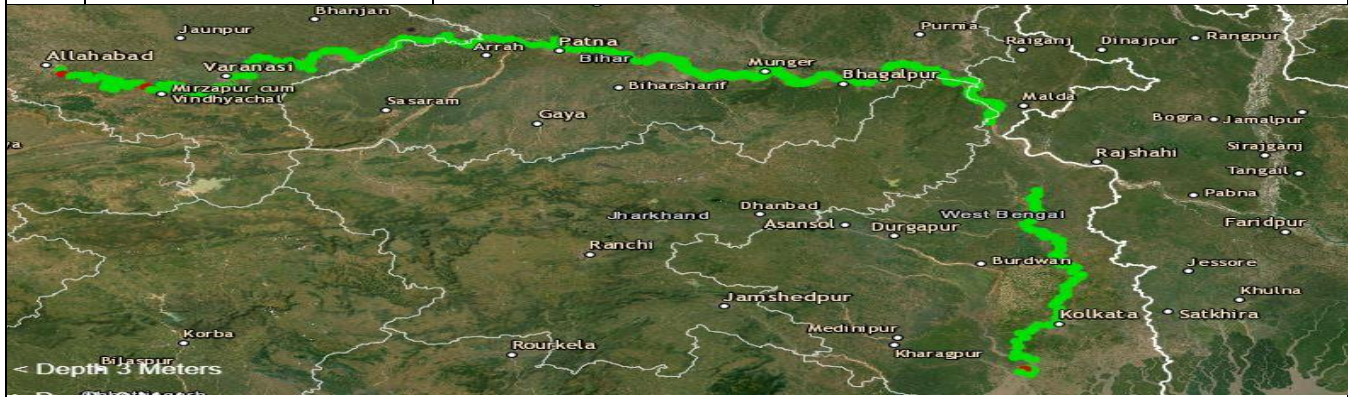 Bhanjan
Jaunpur
Purnia
Allahabad
Arrah
Patna
Raiganj
Dinajpur
Rangpur
Varanasi
Bihar
Munger
Bhagalpur
Mirzapur cum
Vindhyachal
Biharsharif
Sasaram
Gaya
Malda
Bogra
Jamalpur
Rajshahi
Sirajganj
Tangail
Pabna
Dhanbad
Jharkhand
West Bengal
Asansol
Durgapur
Faridpur
Ranchi
Burdwan
Jessore
Jamshedpur
Khulna
Kolkata
Satkhira
Korba
Medinipur
Rourkela
Kharagpur
Bilaspur
< Depth 3 Meters